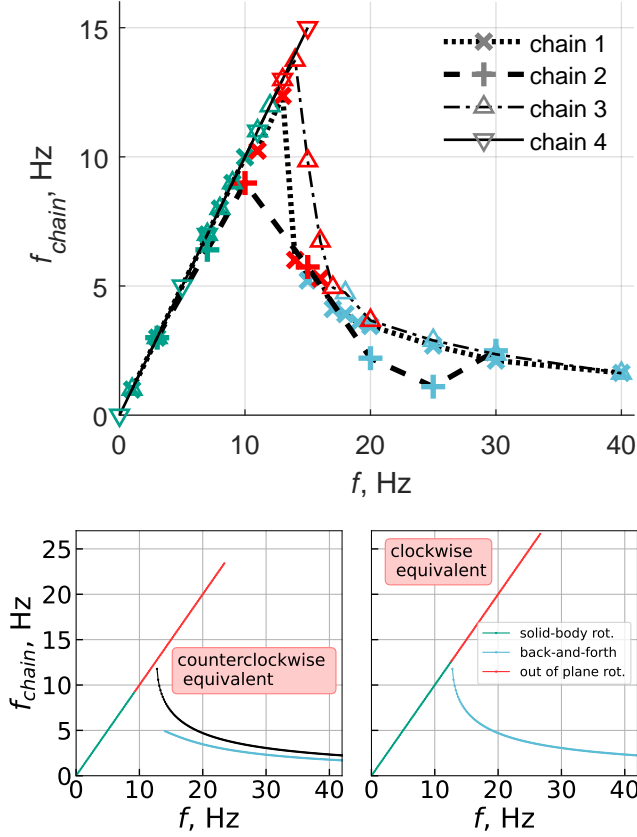 15
10
5
0
f_chain, Hz
chain 1
chain 2
chain 3
chain 4
0
10
20
30
40
f, Hz
25
20
15
10
5
0
f_chain, Hz
counterclockwise
equivalent
0
10
20
30
40
f, Hz
clockwise
equivalent
solid-body rot.
back-and-forth
out of plane rot.
0
10
20
30
40
f, Hz